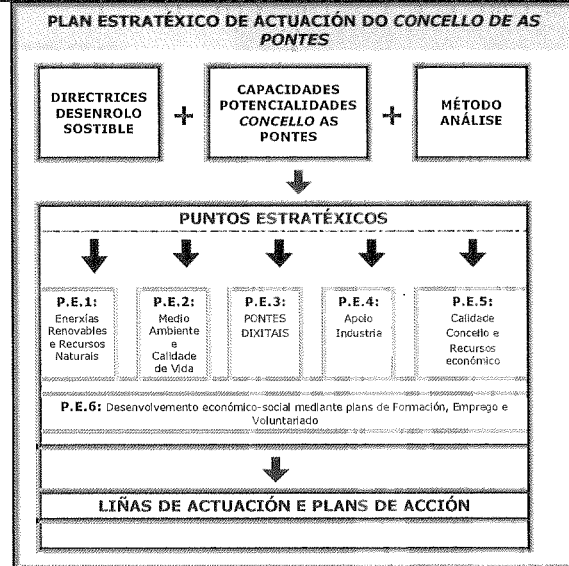 PLAN ESTRATÉXICO DE ACTUACIÓN DO CONCELLO DE AS
PONTES
DIRECTRICES
DESENROLO
SOSTIBLE
+
CAPACIDADES
POTENCIALIDADES
CONCELLO AS
PONTES
+
MÉTODO
ANÁLISE
PUNTOS ESTRATÉXICOS
P.E.1:
Enerxías
Renovables
e Recursos
Naturais
P.E.2:
Medio
Ambiente
e
Calidade
de Vida
P.E.3:
PONTES
DIXITAIS
P.E.4:
Apoio
Industria
P.E.5:
Calidade
Concello e
Recursos
económico
P.E.6: Desenvolvemento económico-social mediante plans de Formación, Emprego e
Voluntariado
LIÑAS DE ACTUACIÓN E PLANS DE ACCIÓN